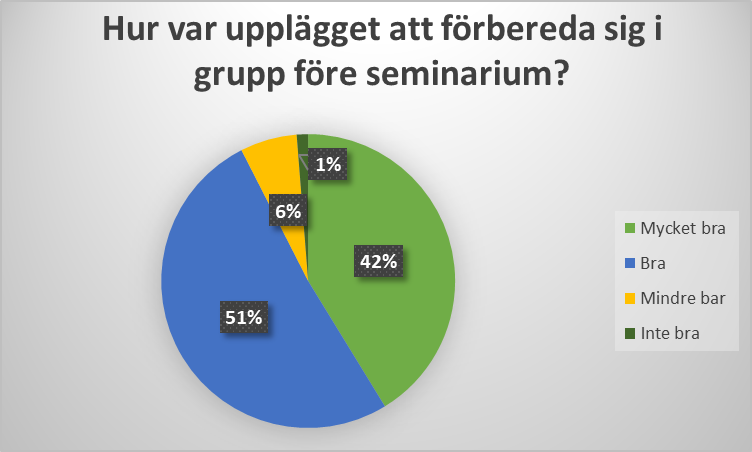 Hur var upplägget att förbereda sig i
grupp före seminarium?
1%
6%
42%
51%
Mycket bra
Bra
Mindre bar
Inte bra